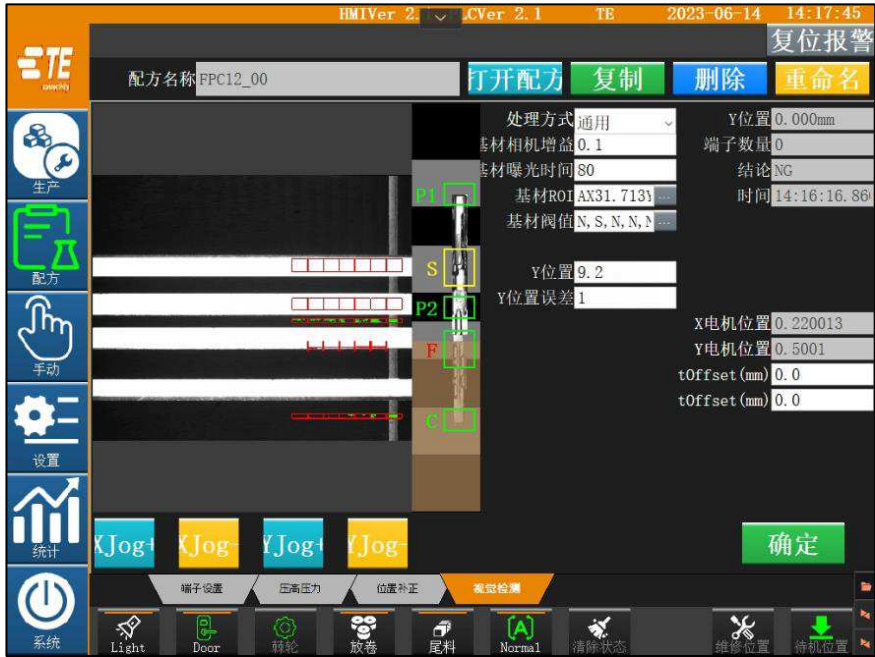 HMIVer 2. LCVer 2.1 TE 2023-06-14 14:17:45
TE
复位报警
配方名称 FPC12_00 打开配方 复制 删除 重命名
处理方式 通用 Y位置 0.000mm
基材相机增益 0.1 端子数量 0
基材曝光时间 80 结论 NG
基材ROI AX31.713Y ... 时间 14:16:16.86
基材阀值 N,S,N,N,N ...
Y位置 9.2
Y位置误差 1
X电机位置 0.220013
Y电机位置 0.5001
tOffset(mm) 0.0
tOffset(mm) 0.0
P1
S
P2
F
C
生产
配方
手动
设置
统计
系统
XJog+ XJog- YJog+ YJog- 确定
端子设置 压高压力 位置补正 视觉检测
Light Door 棘轮 放卷 尾料 Normal 清除状态 维修位置 待机位置